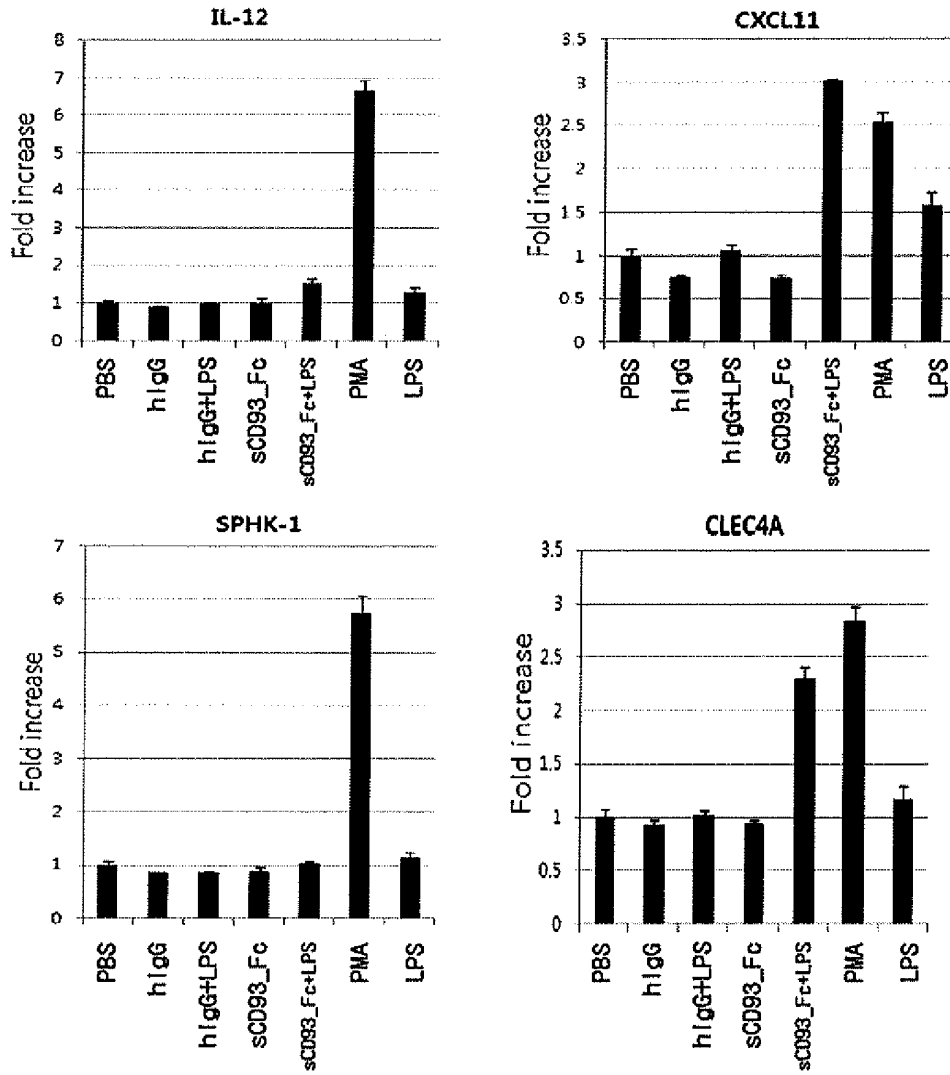 IL-12
Fold increase
8
7
6
5
4
3
2
1
0
PBS
hIgG
hIgG+LPS
sCD93_Fc
sCD93_Fc+LPS
PMA
LPS
CXCL11
Fold increase
3.5
3
2.5
2
1.5
1
0.5
0
PBS
hIgG
hIgG+LPS
sCD93_Fc
sCD93_Fc+LPS
PMA
LPS
SPHK-1
Fold increase
7
6
5
4
3
2
1
0
PBS
hIgG
hIgG+LPS
sCD93_Fc
sCD93_Fc+LPS
PMA
LPS
CLEC4A
Fold increase
3.5
3
2.5
2
1.5
1
0.5
0
PBS
hIgG
hIgG+LPS
sCD93_Fc
sCD93_Fc+LPS
PMA
LPS